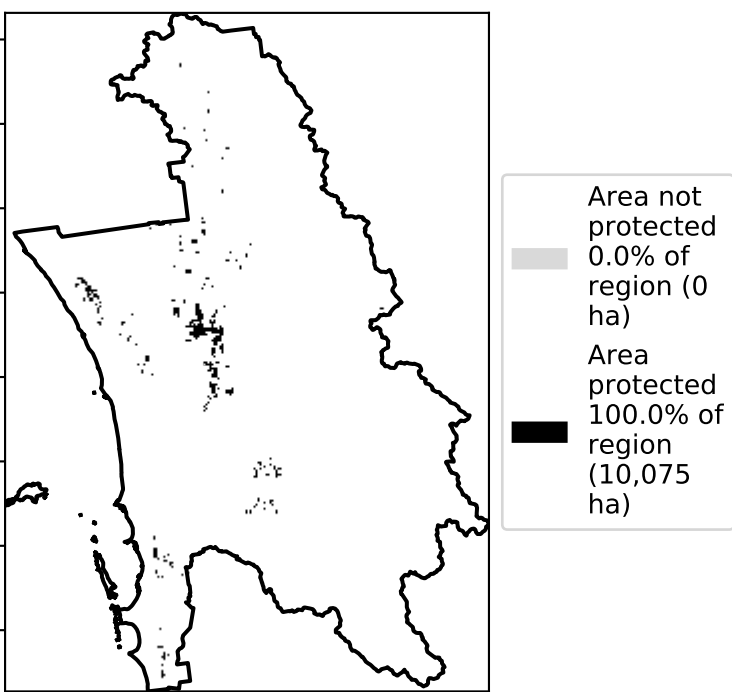 Area not
protected
0.0% of
region (0
ha)
Area
protected
100.0% of
region
(10,075
ha)